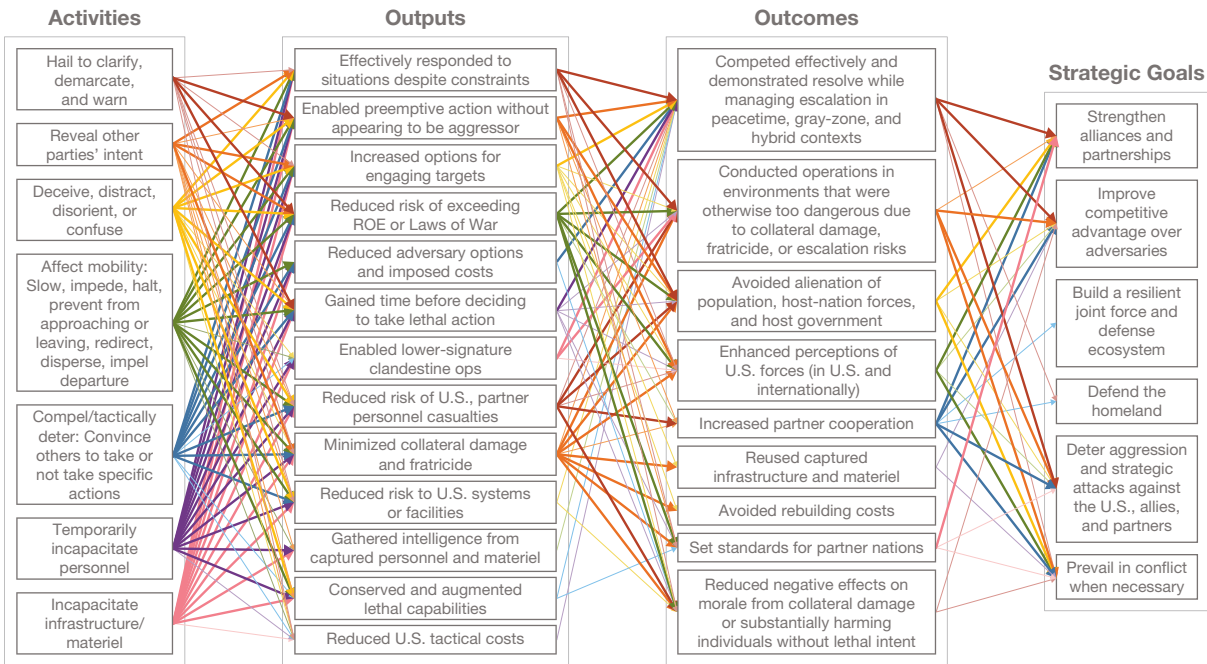 Activities
Hail to clarify,
demarcate,
and warn
Reveal other
parties' intent
Deceive, distract,
disorient, or
confuse
Affect mobility:
Slow, impede, halt,
prevent from
approaching or
leaving, redirect,
disperse, impel
departure
Compel/tactically
deter: Convince
others to take or
not take specific
actions
Temporarily
incapacitate
personnel
Incapacitate
infrastructure/
materiel
Outputs
Effectively responded to
situations despite constraints
Enabled preemptive action without
appearing to be aggressor
Increased options for
engaging targets
Reduced risk of exceeding
ROE or Laws of War
Reduced adversary options
and imposed costs
Gained time before deciding
to take lethal action
Enabled lower-signature
clandestine ops
Reduced risk of U.S., partner
personnel casualties
Minimized collateral damage
and fratricide
Reduced risk to U.S. systems
or facilities
Gathered intelligence from
captured personnel and materiel
Conserved and augmented
lethal capabilities
Reduced U.S. tactical costs
Outcomes
Competed effectively and
demonstrated resolve while
managing escalation in
peacetime, gray-zone, and
hybrid contexts
Conducted operations in
environments that were
otherwise too dangerous due
to collateral damage,
fratricide, or escalation risks
Avoided alienation of
population, host-nation forces,
and host government
Enhanced perceptions of
U.S. forces (in U.S. and
internationally)
Increased partner cooperation
Reused captured
infrastructure and materiel
Avoided rebuilding costs
Set standards for partner nations
Reduced negative effects on
morale from collateral damage
or substantially harming
individuals without lethal intent
Strategic Goals
Strengthen
alliances and
partnerships
Improve
competitive
advantage over
adversaries
Build a resilient
joint force and
defense
ecosystem
Defend the
homeland
Deter aggression
and strategic
attacks against
the U.S., allies,
and partners
Prevail in conflict
when necessary